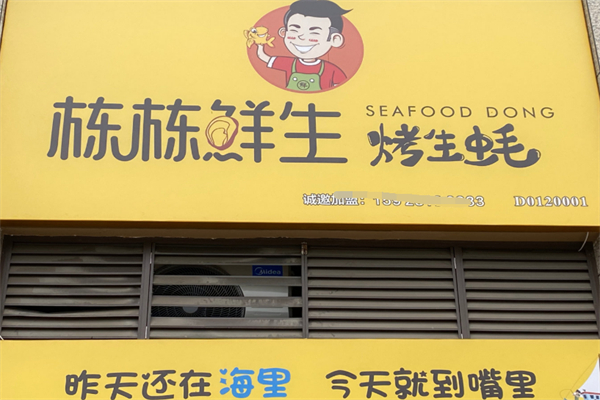 栋栋鲜生
SEAFOOD DONG
烤生蚝
诚邀加盟:
D0120001
Midea
昨天还在海里 今天就到嘴里